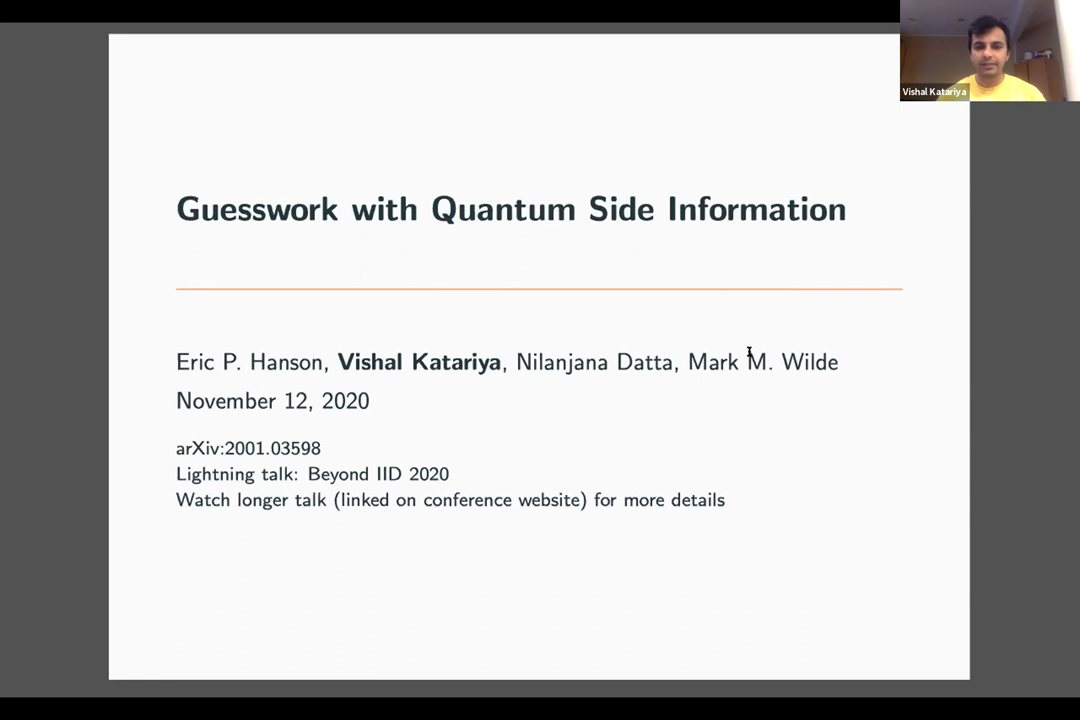 Vishal Katariya
Guesswork with Quantum Side Information
Eric P. Hanson, Vishal Katariya, Nilanjana Datta, Mark M. Wilde
November 12, 2020
arXiv:2001.03598
Lightning talk: Beyond IID 2020
Watch longer talk (linked on conference website) for more details